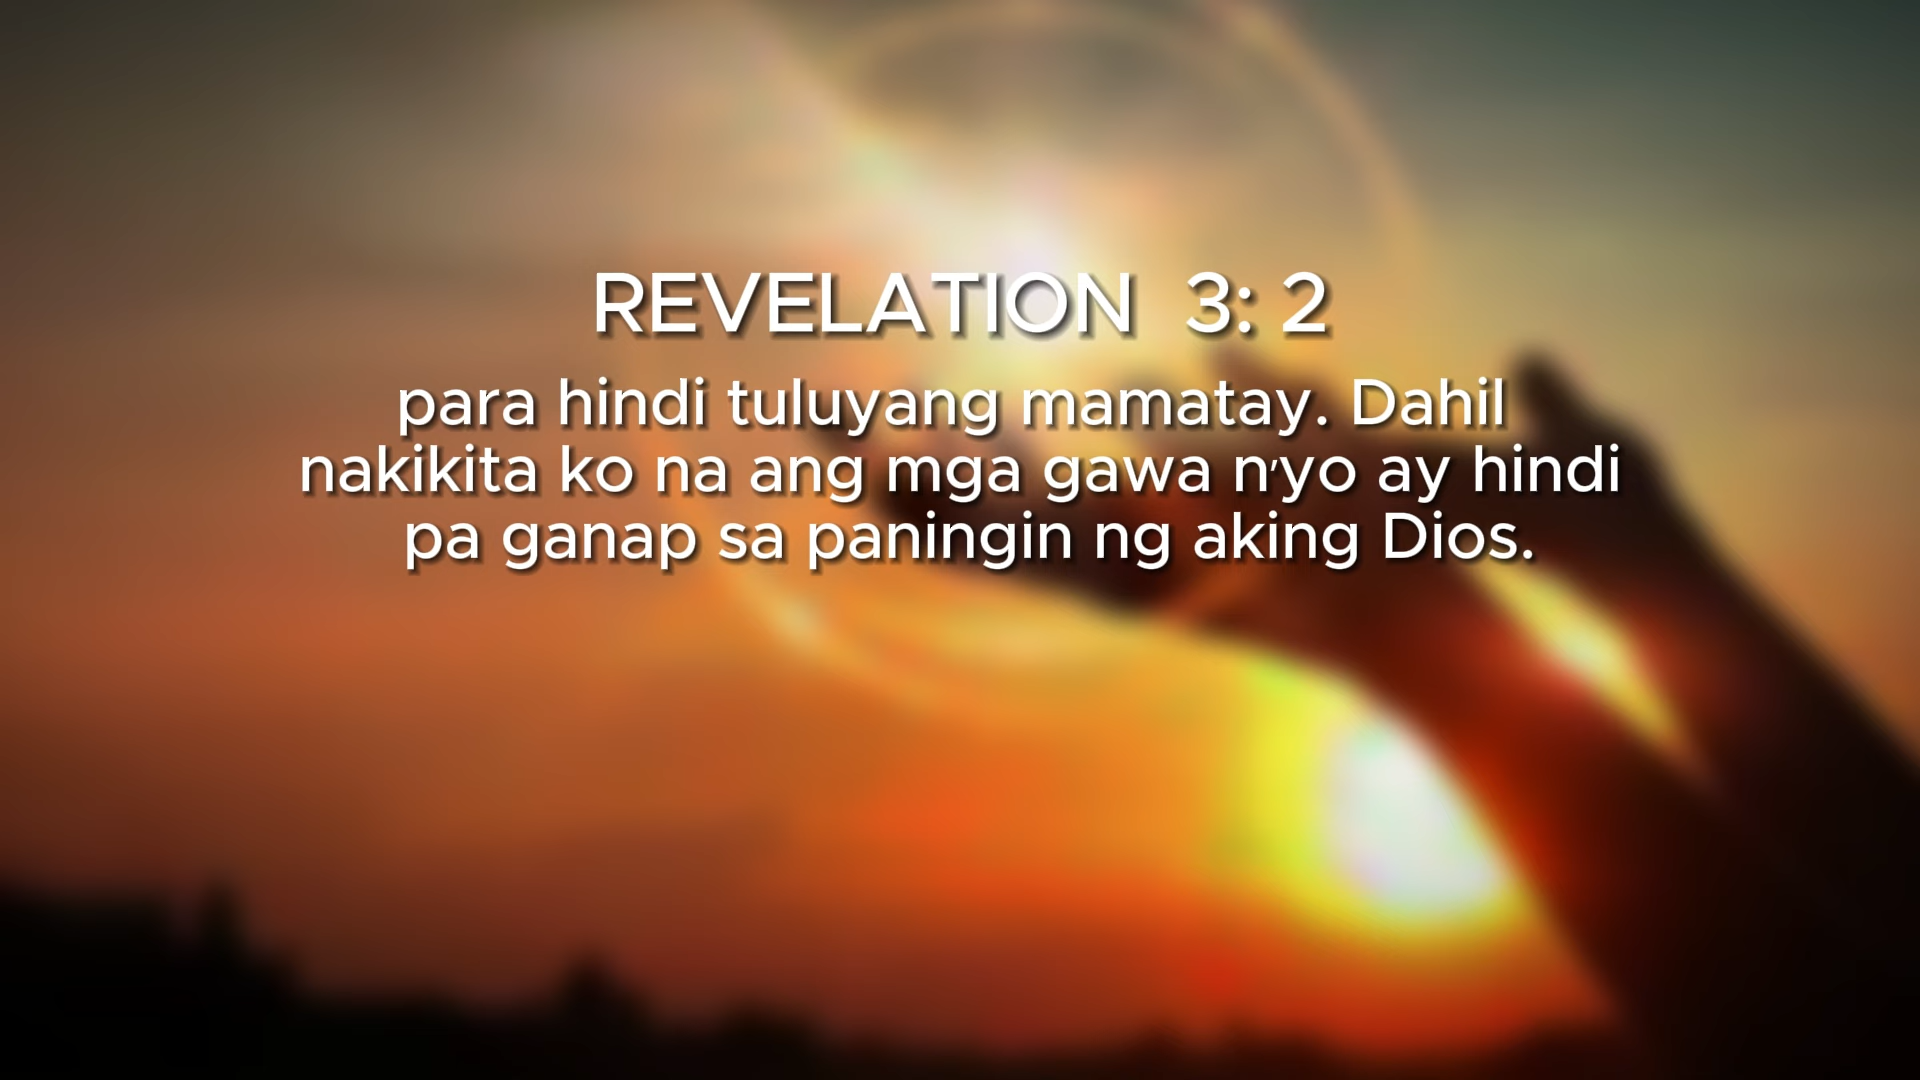 REVELATION  3: 2
para hindi tuluyang mamatay. Dahil
nakikita ko na ang mga gawa n'yo ay hindi
pa ganap sa paningin ng aking Dios.